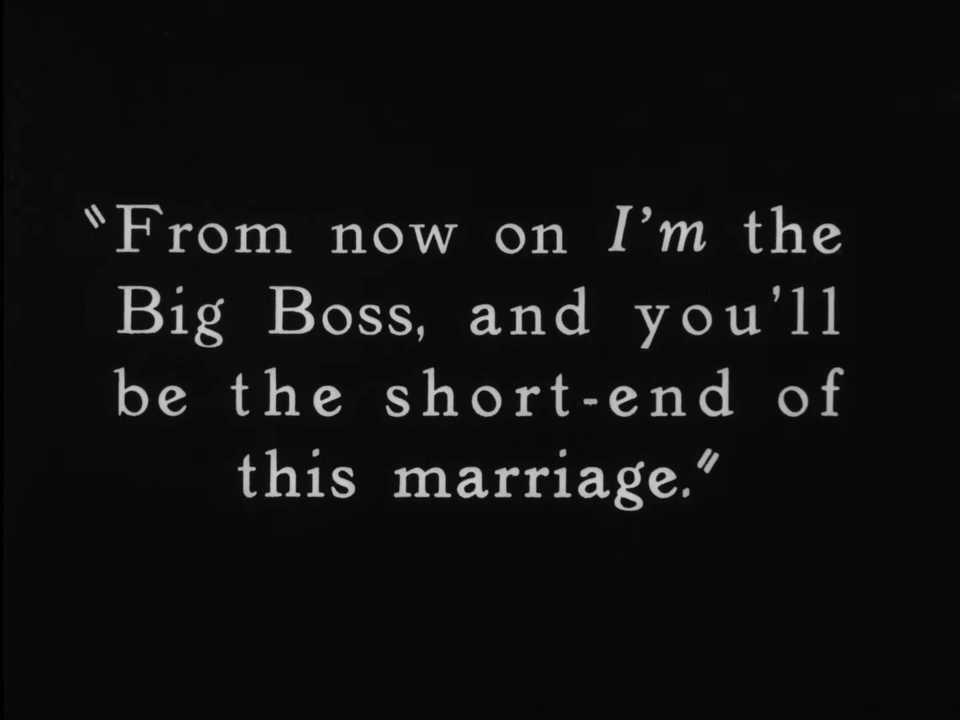 "From now on I'm the
Big Boss, and you'll
be the short-end of
this marriage."